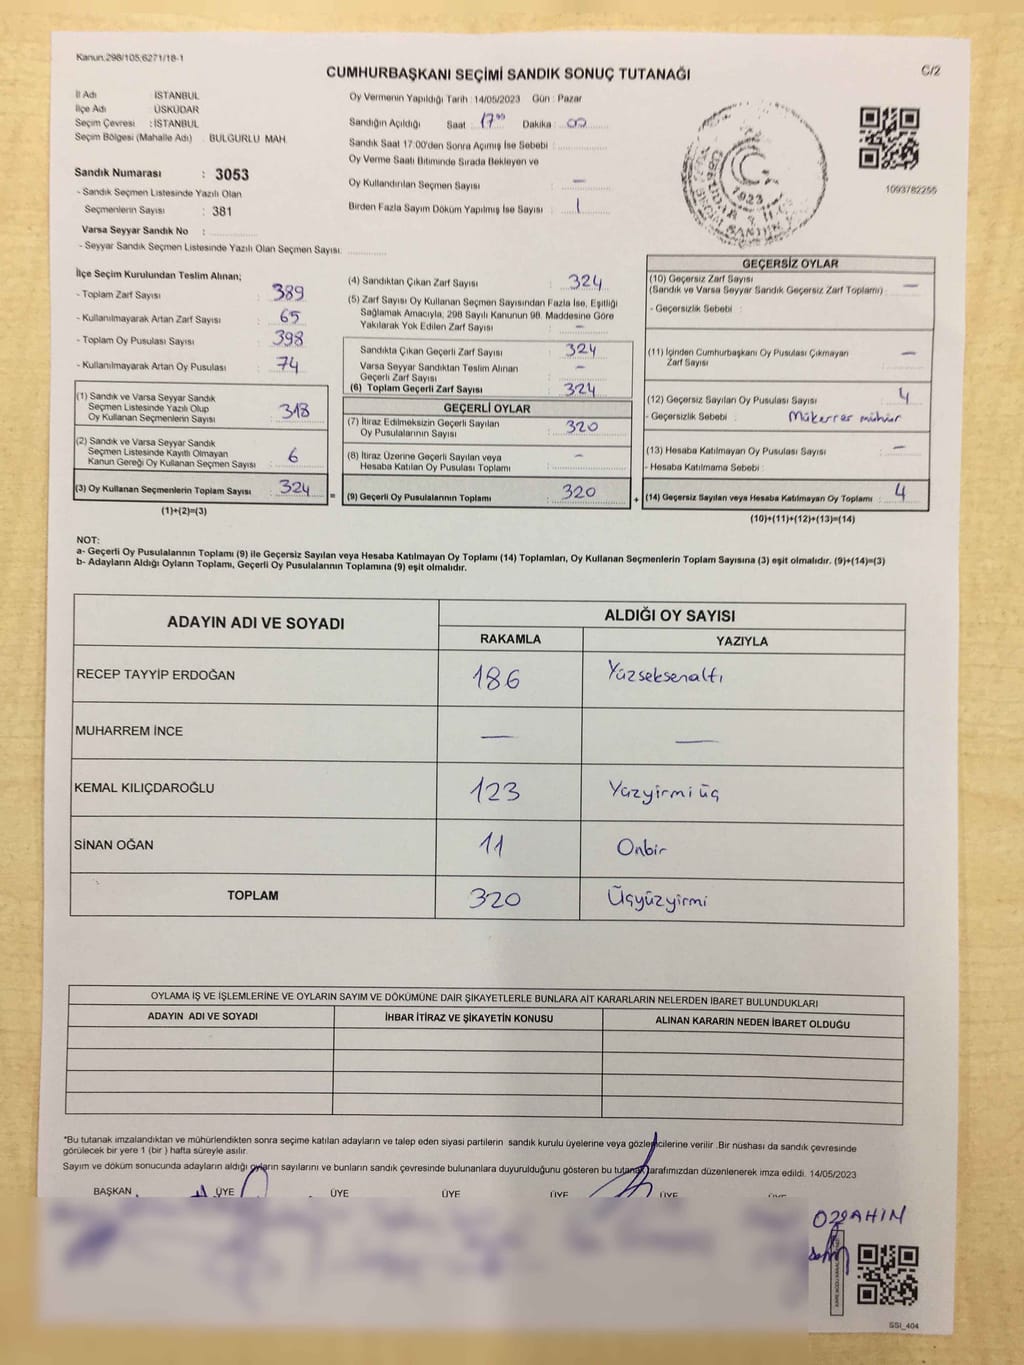 Kanun.298/105;6271/18-1
CUMHURBAŞKANI SEÇİMİ SANDIK SONUÇ TUTANAĞI
C/2
İl Adı İSTANBUL
İlçe Adı ÜSKÜDAR
Seçim Çevresi : İSTANBUL
Seçim Bölgesi (Mahalle Adı) BULGURLU MAH.
Sandık Numarası : 3053
- Sandık Seçmen Listesinde Yazılı Olan
Seçmenlerin Sayısı : 381
Varsa Seyyar Sandık No :
- Seyyar Sandık Seçmen Listesinde Yazılı Olan Seçmen Sayısı:
Oy Vermenin Yapıldığı Tarih : 14/05/2023 Gün : Pazar
Sandığın Açıldığı Saat : 17 Dakika : 00
Sandık Saat 17:00'den Sonra Açılmış İse Sebebi :
Oy Verme Saati Bitiminde Sırada Bekleyen ve
Oy Kullandırılan Seçmen Sayısı : —
Birden Fazla Sayım Döküm Yapılmış İse Sayısı : 1
1923
1093782255
İlçe Seçim Kurulundan Teslim Alınan;
- Toplam Zarf Sayısı : 389
- Kullanılmayarak Artan Zarf Sayısı : 65
- Toplam Oy Pusulası Sayısı : 398
- Kullanılmayarak Artan Oy Pusulası : 74
(1) Sandık ve Varsa Seyyar Sandık
Seçmen Listesinde Yazılı Olup
Oy Kullanan Seçmenlerin Sayısı : 318
(2) Sandık ve Varsa Seyyar Sandık
Seçmen Listesinde Kayıtlı Olmayan
Kanun Gereği Oy Kullanan Seçmen Sayısı : 6
(3) Oy Kullanan Seçmenlerin Toplam Sayısı : 324
(1)+(2)=(3)
=
(4) Sandıktan Çıkan Zarf Sayısı : 324
(5) Zarf Sayısı Oy Kullanan Seçmen Sayısından Fazla İse, Eşitliği
Sağlamak Amacıyla, 298 Sayılı Kanunun 98. Maddesine Göre
Yakılarak Yok Edilen Zarf Sayısı : —
Sandıkta Çıkan Geçerli Zarf Sayısı : 324
Varsa Seyyar Sandıktan Teslim Alınan
Geçerli Zarf Sayısı : —
(6) Toplam Geçerli Zarf Sayısı : 324
GEÇERLİ OYLAR
(7) İtiraz Edilmeksizin Geçerli Sayılan
Oy Pusulalarının Sayısı : 320
(8) İtiraz Üzerine Geçerli Sayılan veya
Hesaba Katılan Oy Pusulası Toplamı : —
(9) Geçerli Oy Pusulalarının Toplamı : 320
+
GEÇERSİZ OYLAR
(10) Geçersiz Zarf Sayısı
(Sandık ve Varsa Seyyar Sandık Geçersiz Zarf Toplamı) : —
- Geçersizlik Sebebi :
(11) İçinden Cumhurbaşkanı Oy Pusulası Çıkmayan
Zarf Sayısı : —
(12) Geçersiz Sayılan Oy Pusulası Sayısı : 4
- Geçersizlik Sebebi : Mükerrer mühür
(13) Hesaba Katılmayan Oy Pusulası Sayısı : —
- Hesaba Katılmama Sebebi :
(14) Geçersiz Sayılan veya Hesaba Katılmayan Oy Toplamı : 4
(10)+(11)+(12)+(13)=(14)
NOT:
a- Geçerli Oy Pusulalarının Toplamı (9) ile Geçersiz Sayılan veya Hesaba Katılmayan Oy Toplamı (14) Toplamları, Oy Kullanan Seçmenlerin Toplam Sayısına (3) eşit olmalıdır. (9)+(14)=(3)
b- Adayların Aldığı Oyların Toplamı, Geçerli Oy Pusulalarının Toplamına (9) eşit olmalıdır.
ADAYIN ADI VE SOYADI ALDIĞI OY SAYISI
RAKAMLA YAZIYLA
RECEP TAYYİP ERDOĞAN 186 Yüzseksenaltı
MUHARREM İNCE — —
KEMAL KILIÇDAROĞLU 123 Yüzyirmi üç
SİNAN OĞAN 11 Onbir
TOPLAM 320 Üçyüzyirmi
OYLAMA İŞ VE İŞLEMLERİNE VE OYLARIN SAYIM VE DÖKÜMÜNE DAİR ŞİKAYETLERLE BUNLARA AİT KARARLARIN NELERDEN İBARET BULUNDUKLARI
ADAYIN ADI VE SOYADI İHBAR İTİRAZ VE ŞİKAYETİN KONUSU ALINAN KARARIN NEDEN İBARET OLDUĞU
*Bu tutanak imzalandıktan ve mühürlendikten sonra seçime katılan adayların ve talep eden siyasi partilerin sandık kurulu üyelerine veya gözlemcilerine verilir .Bir nüshası da sandık çevresinde
görülecek bir yere 1 (bir ) hafta süreyle asılır.
Sayım ve döküm sonucunda adayların aldığı oyların sayılarını ve bunların sandık çevresinde bulunanlara duyurulduğunu gösteren bu tutanak tarafımızdan düzenlenerek imza edildi. 14/05/2023
BAŞKAN ÜYE ÜYE ÜYE ÜYE ÜYE
SSI_404